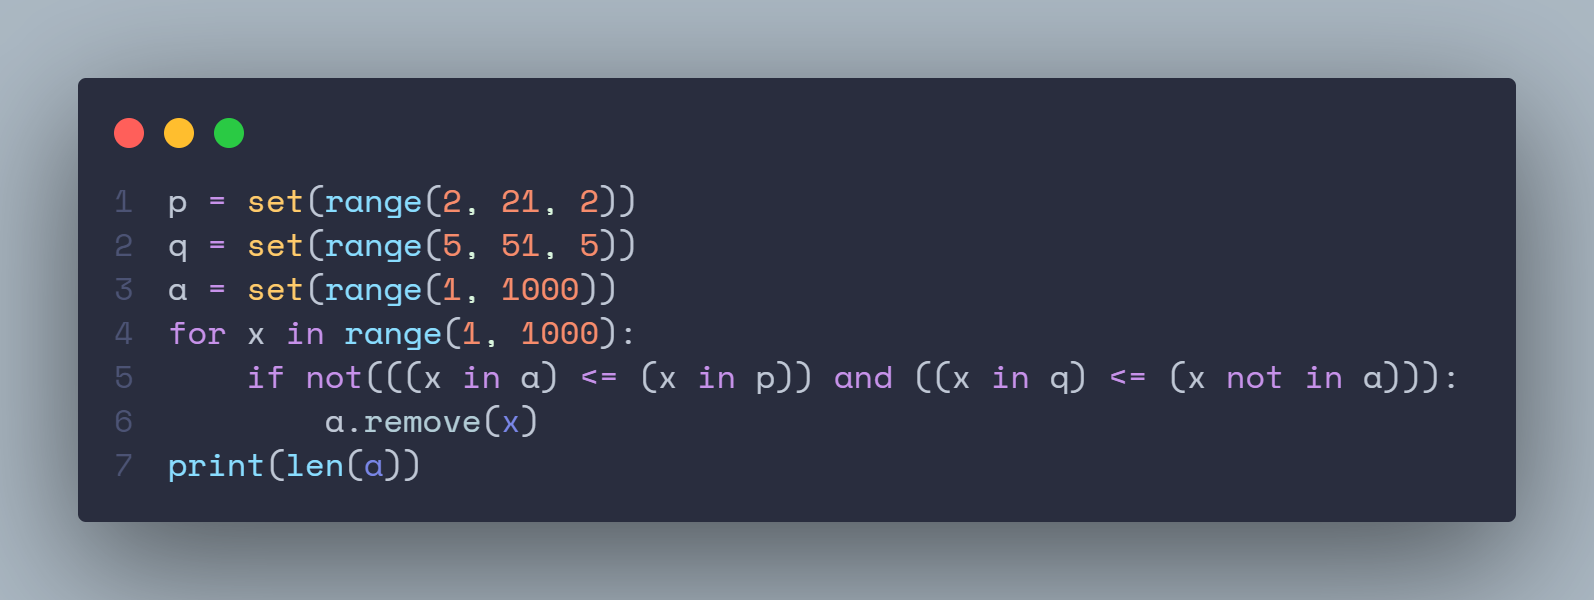 1 p = set(range(2, 21, 2))
2 q = set(range(5, 51, 5))
3 a = set(range(1, 1000))
4 for x in range(1, 1000):
5     if not(((x in a) <= (x in p)) and ((x in q) <= (x not in a))):
6         a.remove(x)
7 print(len(a))